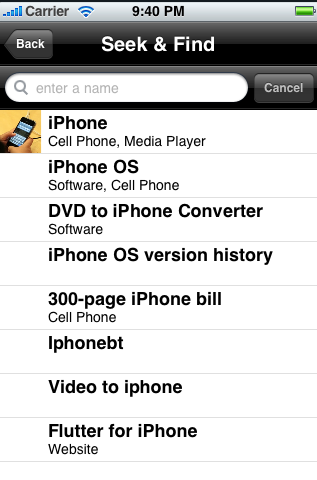 Carrier 9:40 PM
Back Seek & Find
enter a name Cancel
iPhone
Cell Phone, Media Player
iPhone OS
Software, Cell Phone
DVD to iPhone Converter
Software
iPhone OS version history
300-page iPhone bill
Cell Phone
Iphonebt
Video to iphone
Flutter for iPhone
Website